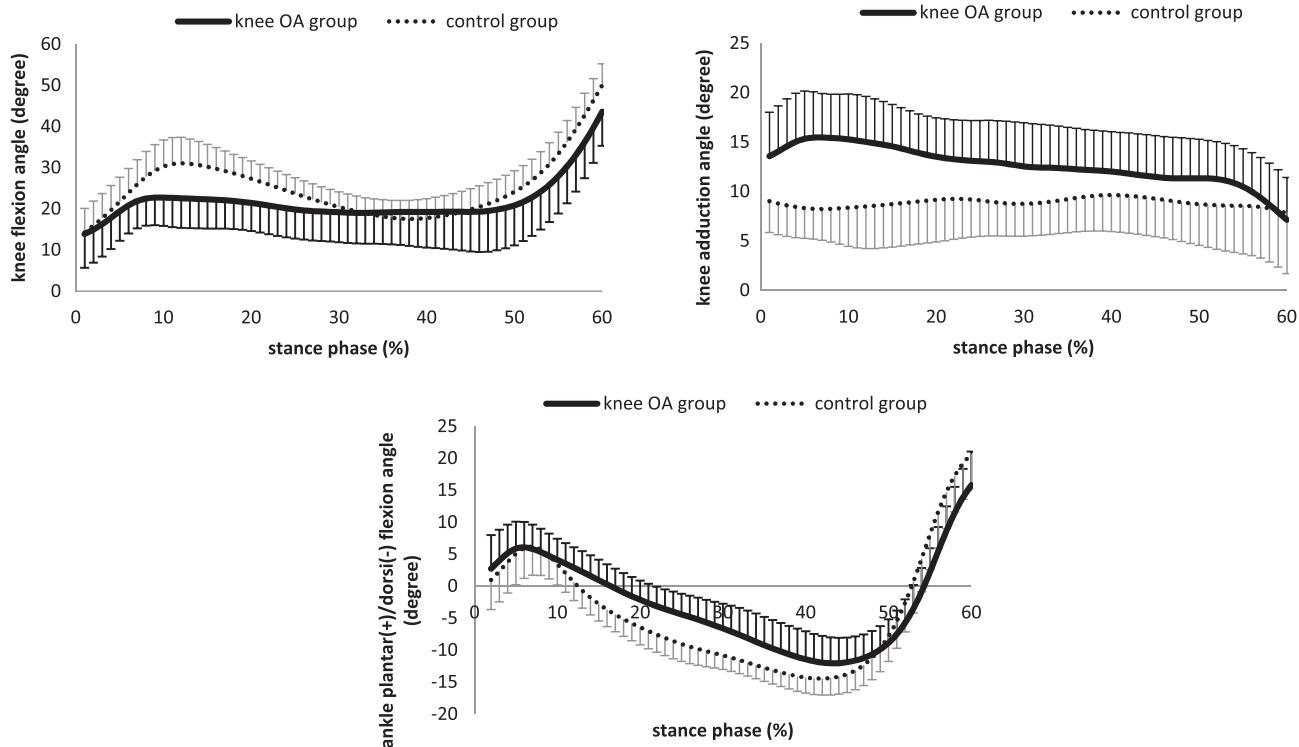 knee OA group control group
60
50
40
30
20
10
0
knee flexion angle (degree)
0 10 20 30 40 50 60
stance phase (%)
knee OA group control group
25
20
15
10
5
0
knee adduction angle (degree)
0 10 20 30 40 50 60
stance phase (%)
knee OA group control group
25
20
15
10
5
0
-5
-10
-15
-20
ankle plantar(+)/dorsi(-) flexion angle
(degree)
0 10 20 30 40 50 60
stance phase (%)